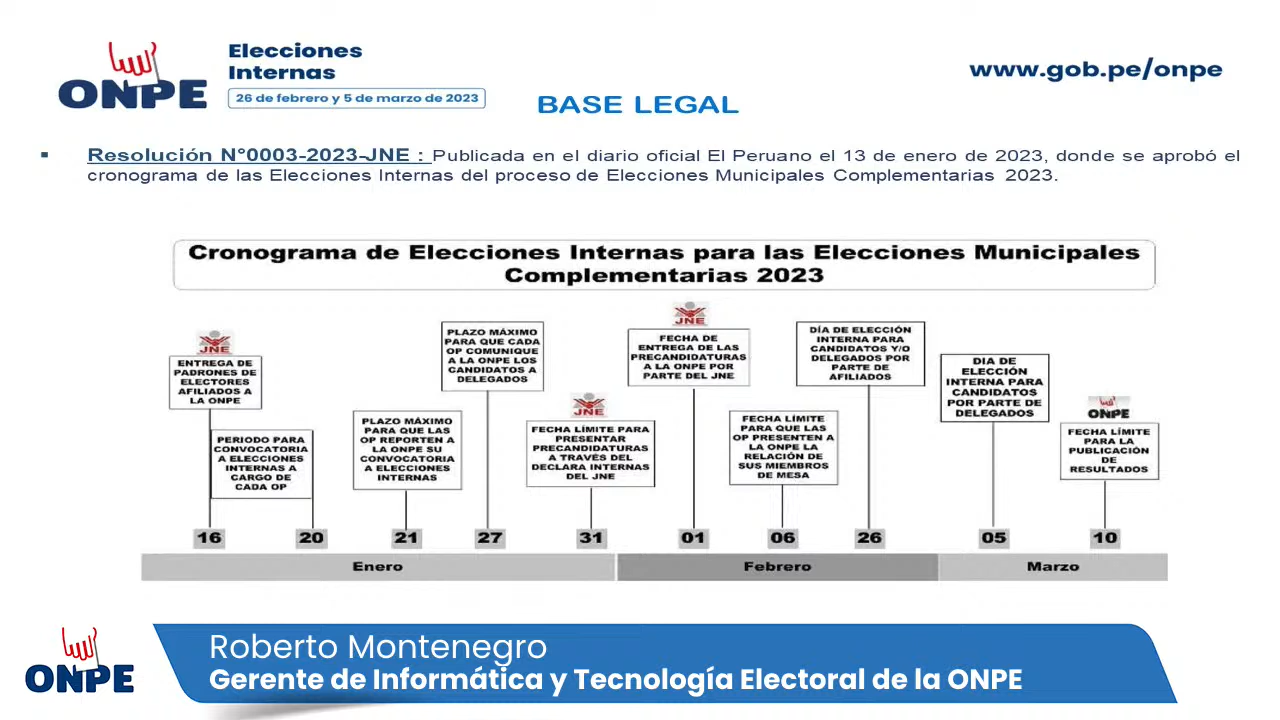 ONPE
Elecciones
Internas
26 de febrero y 5 de marzo de 2023
www.gob.pe/onpe
BASE LEGAL
▪ Resolución N°0003-2023-JNE : Publicada en el diario oficial El Peruano el 13 de enero de 2023, donde se aprobó el
cronograma de las Elecciones Internas del proceso de Elecciones Municipales Complementarias 2023.
Cronograma de Elecciones Internas para las Elecciones Municipales
Complementarias 2023
JNE
ENTREGA DE
PADRONES DE
ELECTORES
AFILIADOS A
LA ONPE
PERIODO PARA
CONVOCATORIA
A ELECCIONES
INTERNAS A
CARGO DE
CADA OP
PLAZO MÁXIMO
PARA QUE LAS
OP REPORTEN A
LA ONPE SU
CONVOCATORIA
A ELECCIONES
INTERNAS
PLAZO MÁXIMO
PARA QUE CADA
OP COMUNIQUE
A LA ONPE LOS
CANDIDATOS A
DELEGADOS
JNE
FECHA LÍMITE PARA
PRESENTAR
PRECANDIDATURAS
A TRAVÉS DEL
DECLARA INTERNAS
DEL JNE
JNE
FECHA DE
ENTREGA DE LAS
PRECANDIDATURAS
A LA ONPE POR
PARTE DEL JNE
FECHA LÍMITE
PARA QUE LAS
OP PRESENTEN A
LA ONPE LA
RELACIÓN DE
SUS MIEMBROS
DE MESA
DÍA DE ELECCIÓN
INTERNA PARA
CANDIDATOS Y/O
DELEGADOS POR
PARTE DE
AFILIADOS
DIA DE
ELECCIÓN
INTERNA PARA
CANDIDATOS
POR PARTE DE
DELEGADOS
ONPE
FECHA LÍMITE
PARA LA
PUBLICACIÓN
DE
RESULTADOS
16 20 21 27 31 01 06 26 05 10
Enero Febrero Marzo
ONPE
Roberto Montenegro
Gerente de Informática y Tecnología Electoral de la ONPE